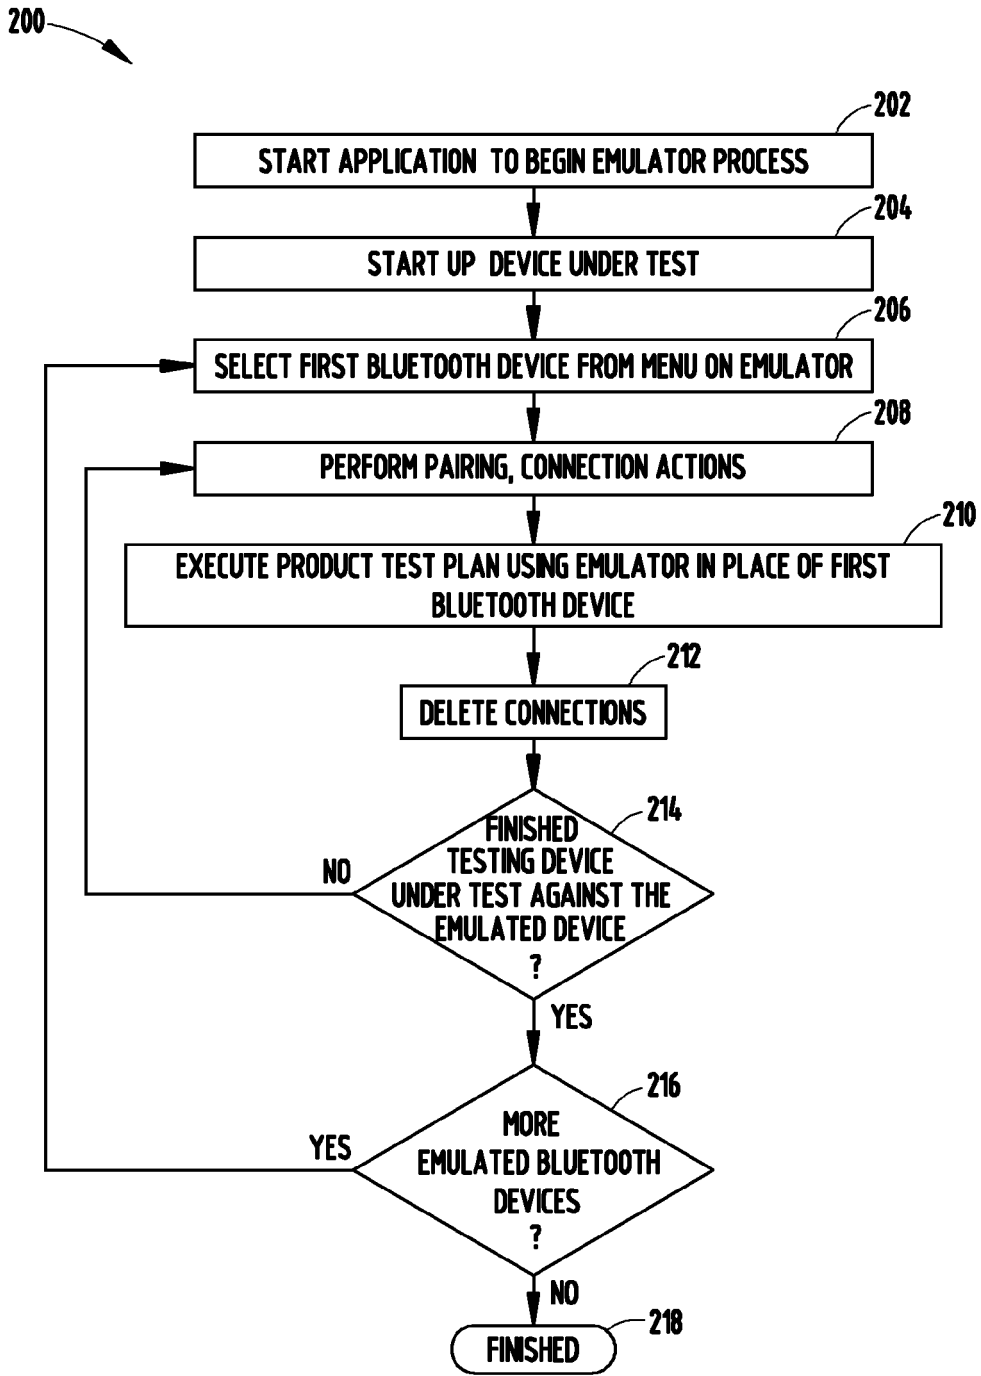 200
202
START APPLICATION TO BEGIN EMULATOR PROCESS
204
START UP DEVICE UNDER TEST
206
SELECT FIRST BLUETOOTH DEVICE FROM MENU ON EMULATOR
208
PERFORM PAIRING, CONNECTION ACTIONS
210
EXECUTE PRODUCT TEST PLAN USING EMULATOR IN PLACE OF FIRST
BLUETOOTH DEVICE
212
DELETE CONNECTIONS
214
FINISHED
TESTING DEVICE
UNDER TEST AGAINST THE
EMULATED DEVICE
?
NO
YES
216
MORE
EMULATED BLUETOOTH
DEVICES
?
YES
NO
218
FINISHED